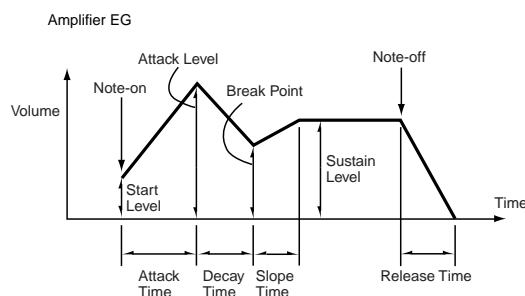 Amplifier EG
Attack Level
Note-off
Note-on
Break Point
Volume
Sustain
Level
Start
Level
Time
Attack
Time
Decay
Time
Slope
Time
Release Time